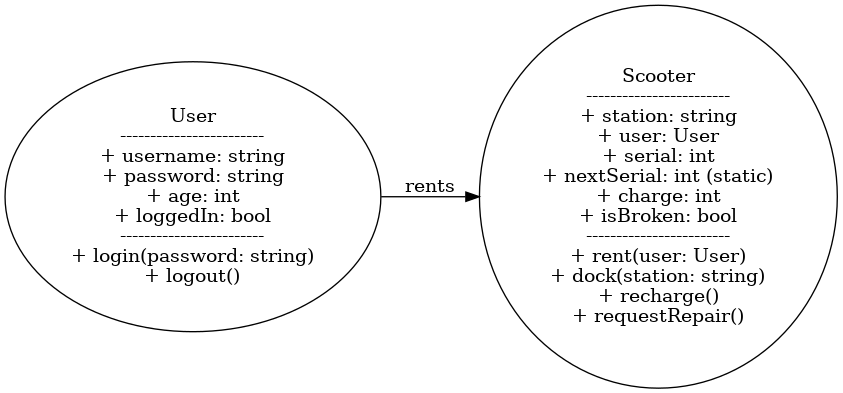 User
------------------------
+ username: string
+ password: string
+ age: int
+ loggedIn: bool
------------------------
+ login(password: string)
+ logout()
rents
Scooter
------------------------
+ station: string
+ user: User
+ serial: int
+ nextSerial: int (static)
+ charge: int
+ isBroken: bool
------------------------
+ rent(user: User)
+ dock(station: string)
+ recharge()
+ requestRepair()